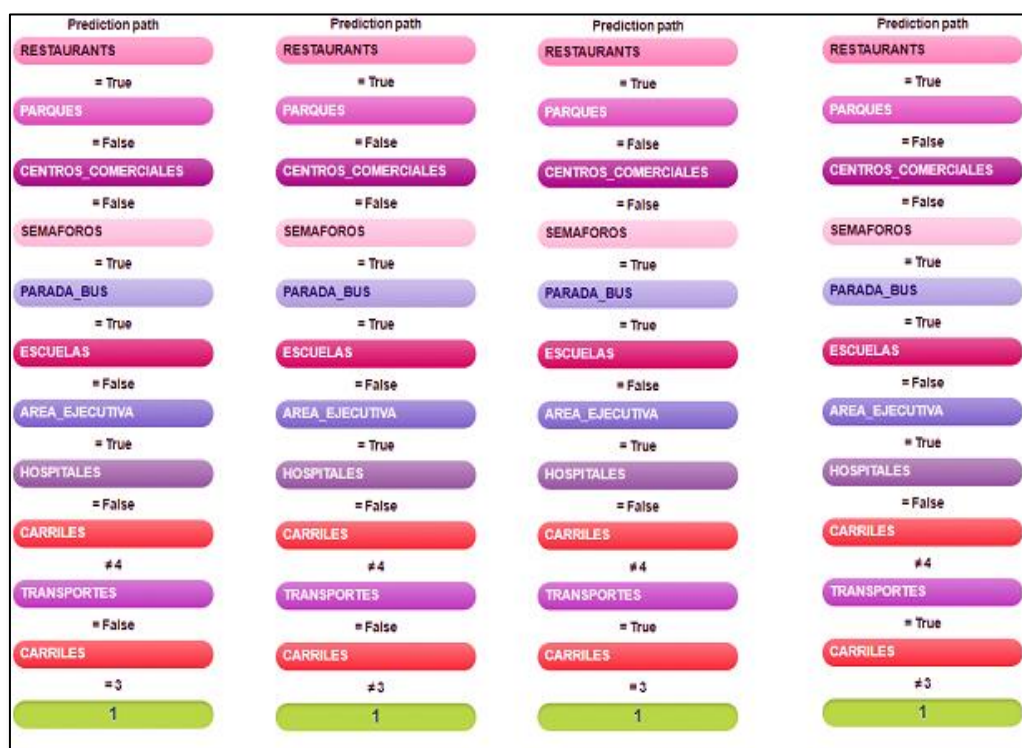 Prediction path
RESTAURANTS
= True
PARQUES
= False
CENTROS_COMERCIALES
= False
SEMAFOROS
= True
PARADA_BUS
= True
ESCUELAS
= False
AREA_EJECUTIVA
= True
HOSPITALES
= False
CARRILES
≠4
TRANSPORTES
= False
CARRILES
=3
1
Prediction path
RESTAURANTS
= True
PARQUES
= False
CENTROS_COMERCIALES
= False
SEMAFOROS
= True
PARADA_BUS
= True
ESCUELAS
= False
AREA_EJECUTIVA
= True
HOSPITALES
= False
CARRILES
≠4
TRANSPORTES
= False
CARRILES
≠3
1
Prediction path
RESTAURANTS
= True
PARQUES
= False
CENTROS_COMERCIALES
= False
SEMAFOROS
= True
PARADA_BUS
= True
ESCUELAS
= False
AREA_EJECUTIVA
= True
HOSPITALES
= False
CARRILES
≠4
TRANSPORTES
= True
CARRILES
=3
1
Prediction path
RESTAURANTS
= True
PARQUES
= False
CENTROS_COMERCIALES
= False
SEMAFOROS
= True
PARADA_BUS
= True
ESCUELAS
= False
AREA_EJECUTIVA
= True
HOSPITALES
= False
CARRILES
≠4
TRANSPORTES
= True
CARRILES
≠3
1